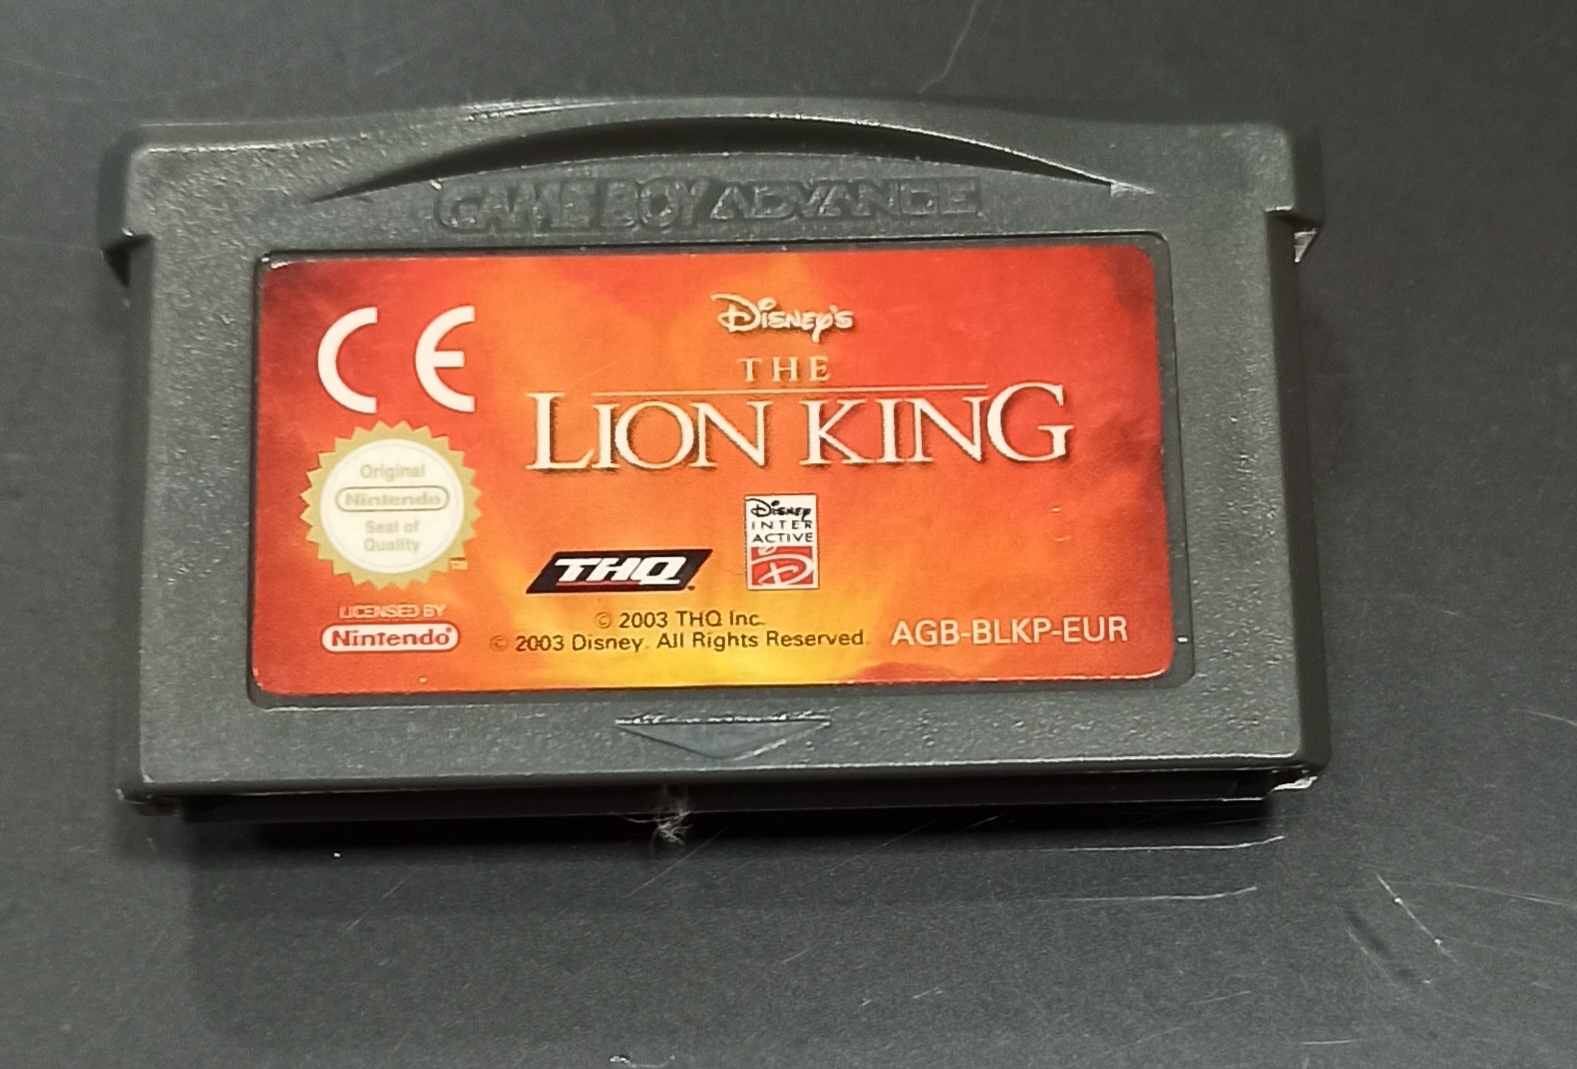 GAME BOY ADVANCE
CE
Disney's
THE
LION KING
Original
Nintendo
Seal of
Quality
TM
Disney
INTER
ACTIVE
D
THQ
LICENSED BY
Nintendo®
© 2003 THQ Inc.
© 2003 Disney. All Rights Reserved.
AGB-BLKP-EUR